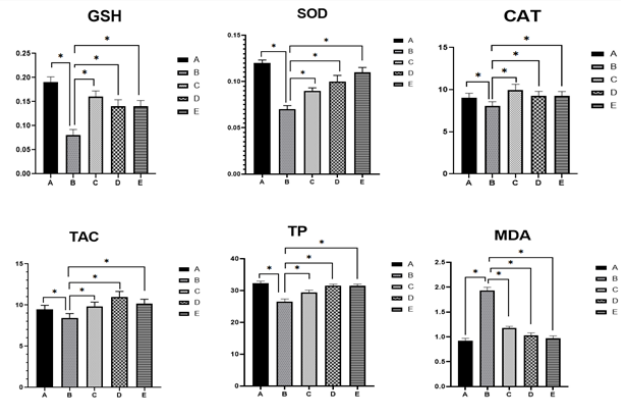 GSH
0.25
0.20
0.15
0.10
0.05
0.00
* * * *
A B C D E
A
B
C
D
E
SOD
0.15
0.10
0.05
0.00
* * * *
A B C D E
A
B
C
D
E
CAT
15
10
5
0
* * * *
A B C D E
A
B
C
D
E
TAC
15
10
5
0
* * * *
A B C D E
A
B
C
D
E
TP
40
30
20
10
0
* * * *
A B C D E
A
B
C
D
E
MDA
2.5
2.0
1.5
1.0
0.5
0.0
* * * *
A B C D E
A
B
C
D
E